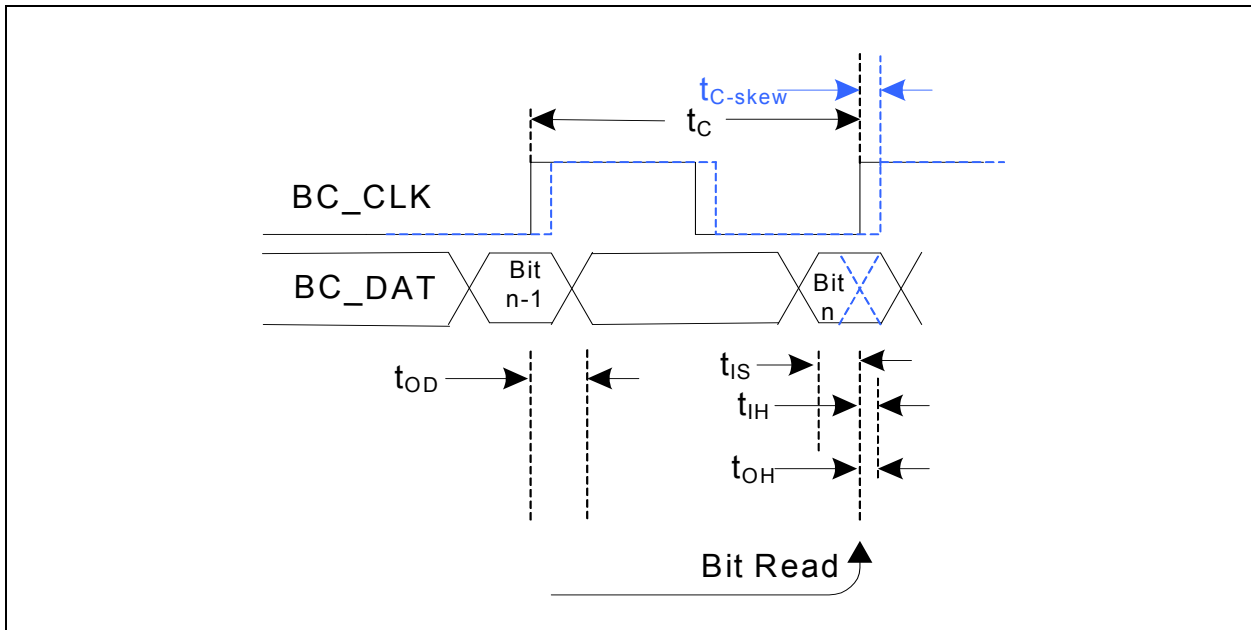 tC-skew
tC
BC_CLK
BC_DAT
Bit
n-1
Bit
n
tOD
tIS
tIH
tOH
Bit Read